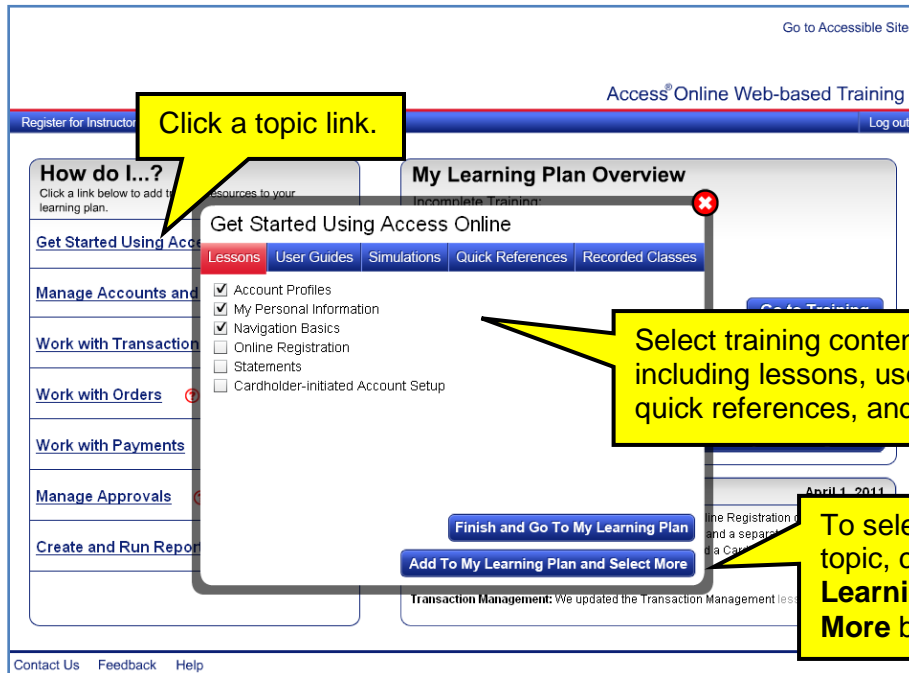 Go to Accessible Site
Access® Online Web-based Training
Register for Instructor
Log out
Click a topic link.
How do I...?
Click a link below to add resources to your
learning plan.
Get Started Using
Manage Accounts and
Work with Transaction
Work with Orders
Work with Payments
Manage Approvals
Create and Run
My Learning Plan Overview
Incomplete Training:
Go to Training
Get Started Using Access Online
Lessons User Guides Simulations Quick References Recorded Classes
Account Profiles
My Personal Information
Navigation Basics
Online Registration
Statements
Cardholder-initiated Account Setup
Finish and Go To My Learning Plan
Add To My Learning Plan and Select More
Select training
including lessons,
quick references,
April 1, 2011
Registration
and a
d a
To
topic,
More
Transaction Management: We updated the Transaction Management
Contact Us Feedback Help